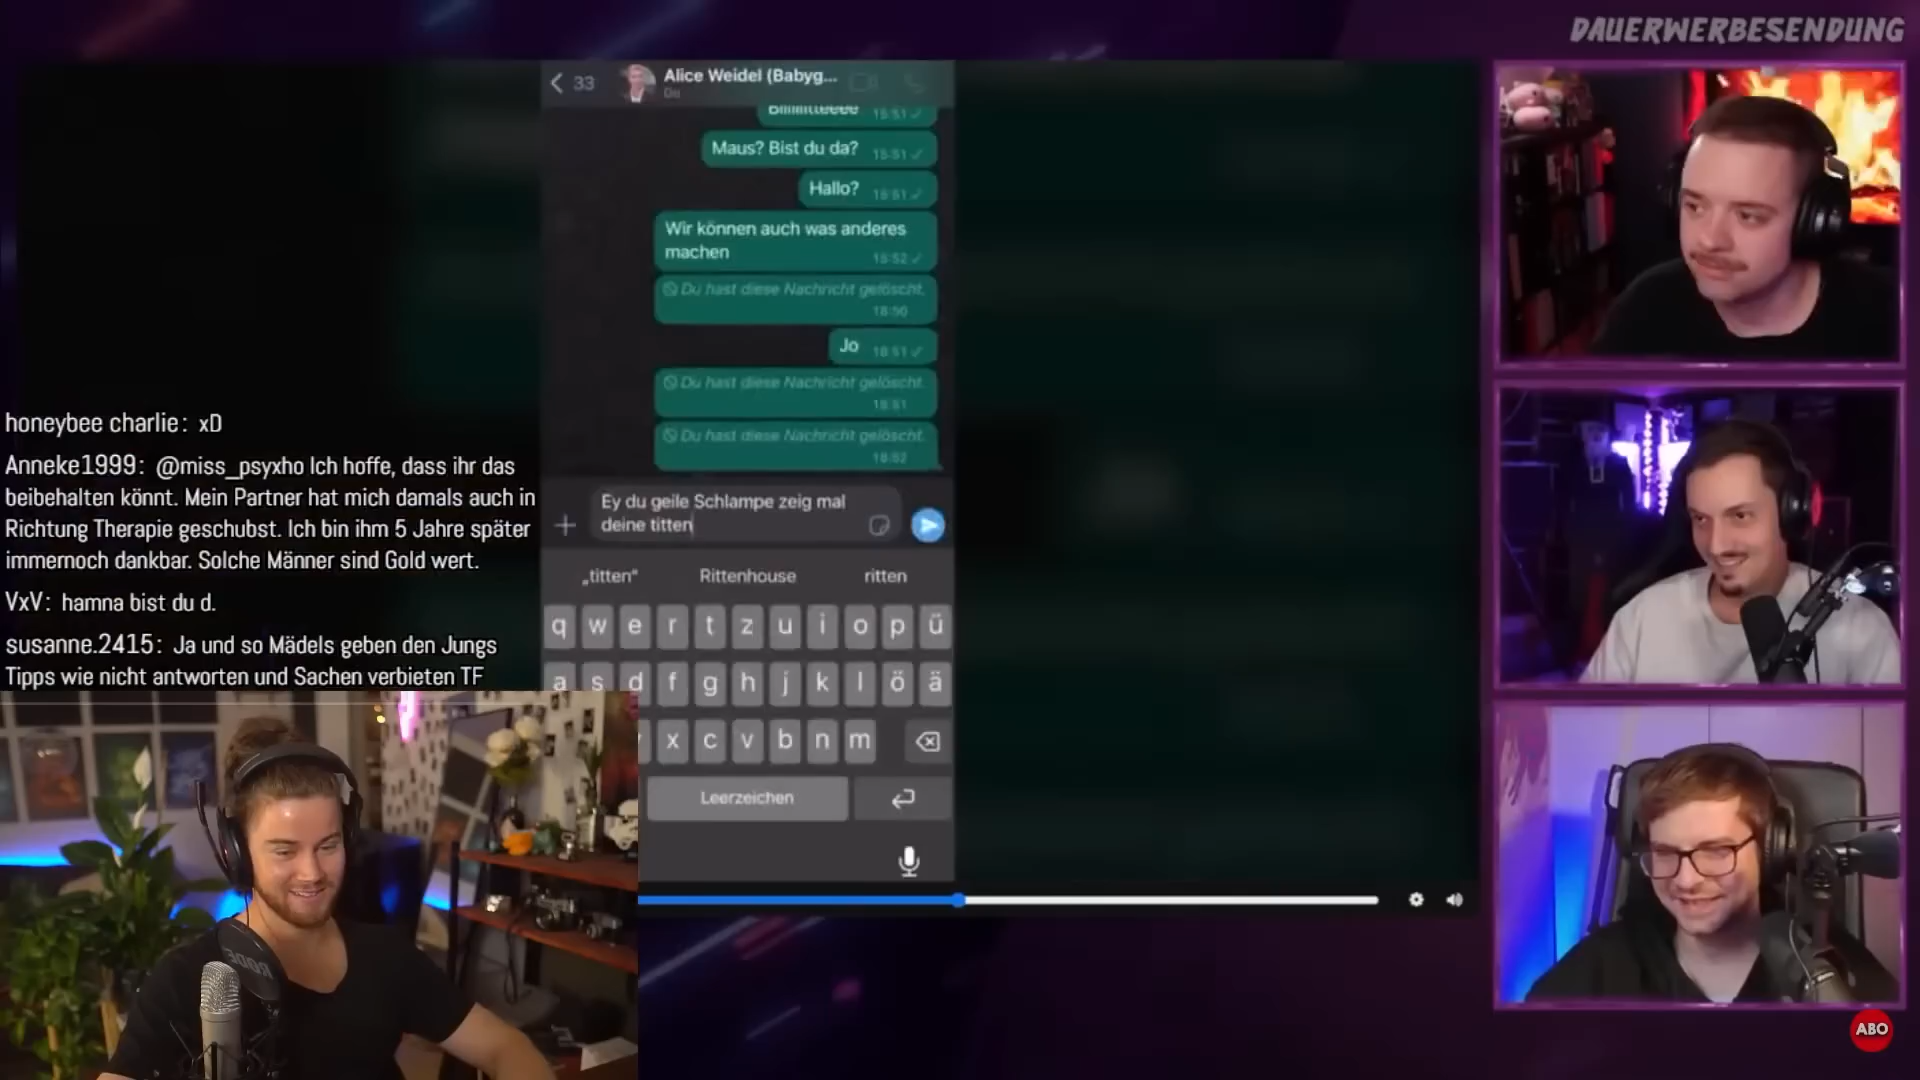 DAUERWERBESENDUNG
33
Alice Weidel (Babyg...
Du
Biiiiiitteeee 18:51
Maus? Bist du da? 18:51
Hallo? 18:51
Wir können auch was anderes
machen 18:52
Du hast diese Nachricht gelöscht.
18:50
Jo 18:51
Du hast diese Nachricht gelöscht.
18:51
Du hast diese Nachricht gelöscht.
18:52
Ey du geile Schlampe zeig mal
deine titten
„titten“ Rittenhouse ritten
q w e r t z u i o p ü
a s d f g h j k l ö ä
x c v b n m
Leerzeichen
honeybee charlie: xD
Anneke1999: @miss_psyxho Ich hoffe, dass ihr das
beibehalten könnt. Mein Partner hat mich damals auch in
Richtung Therapie geschubst. Ich bin ihm 5 Jahre später
immernoch dankbar. Solche Männer sind Gold wert.
VxV: hamna bist du d.
susanne.2415: Ja und so Mädels geben den Jungs
Tipps wie nicht antworten und Sachen verbieten TF
RODE
ABO